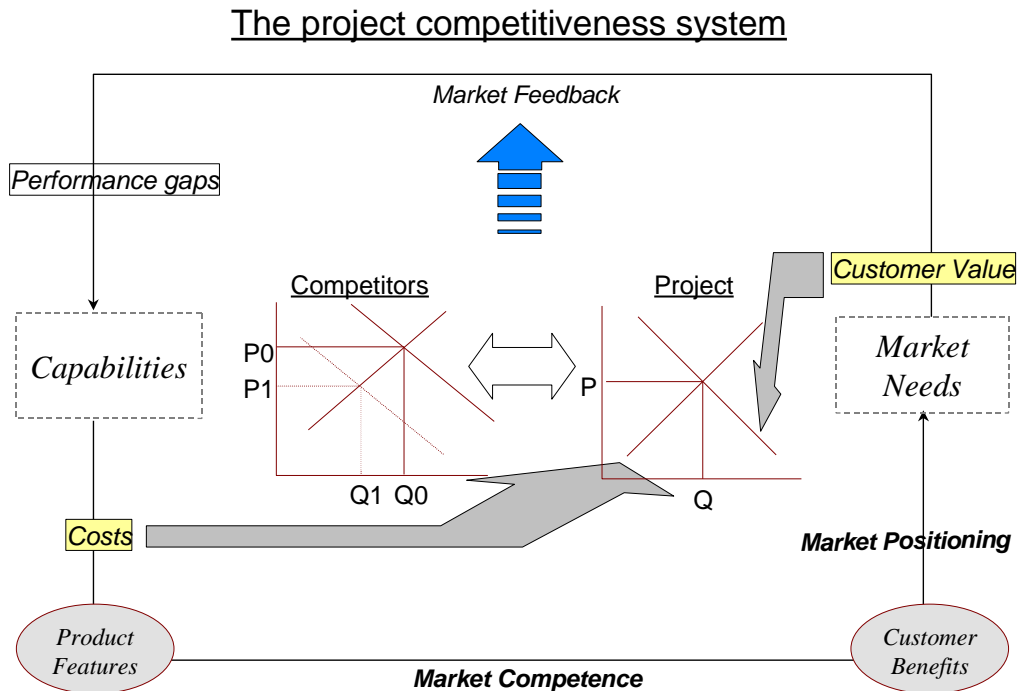 The project competitiveness system
Market Feedback
Performance gaps
Customer Value
Competitors
Project
Capabilities
P0
P1
P
Market
Needs
Q1 Q0
Q
Costs
Market Positioning
Product
Features
Customer
Benefits
Market Competence